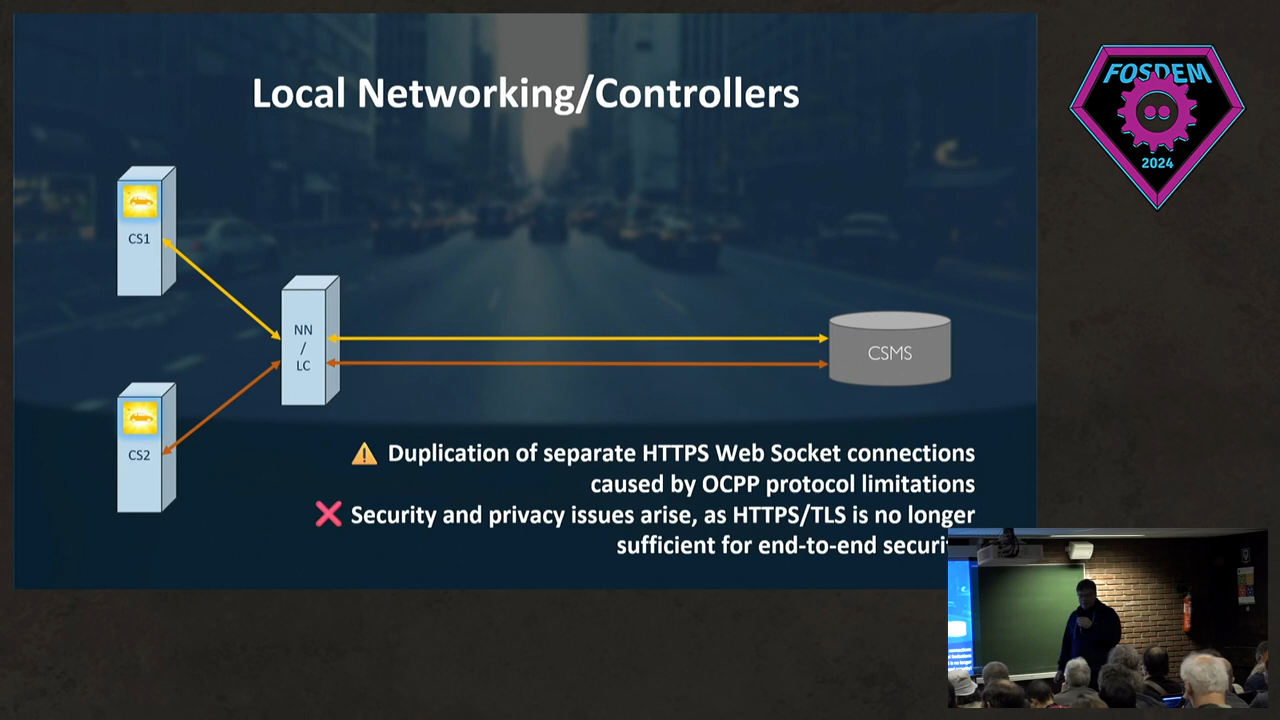 Local Networking/Controllers
FOSDEM
2024
CS1
NN
/
LC
CSMS
CS2
⚠️ Duplication of separate HTTPS Web Socket connections
caused by OCPP protocol limitations
❌ Security and privacy issues arise, as HTTPS/TLS is no longer
sufficient for end-to-end securi